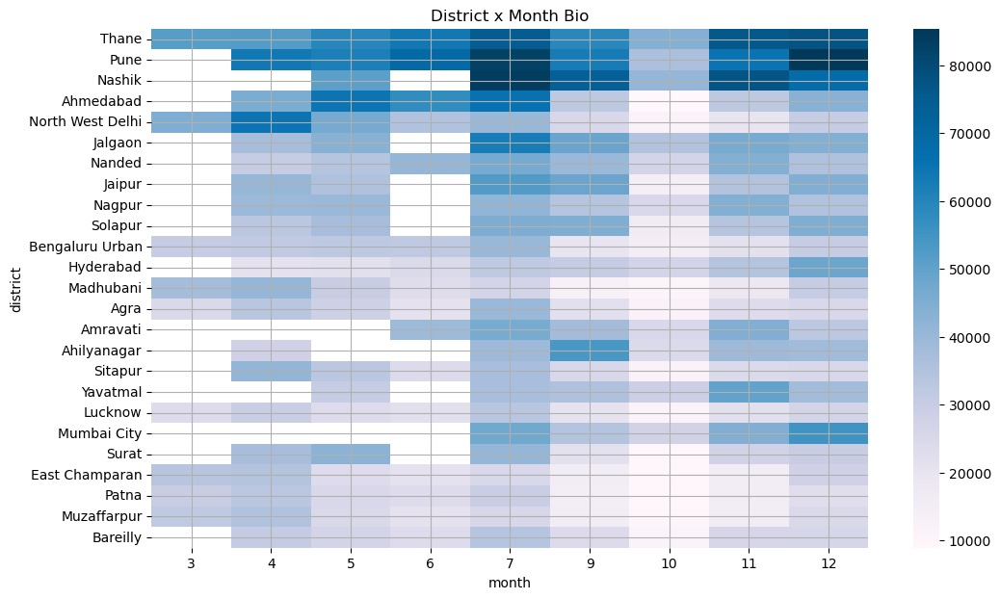 District x Month Bio
district
Thane
Pune
Nashik
Ahmedabad
North West Delhi
Jalgaon
Nanded
Jaipur
Nagpur
Solapur
Bengaluru Urban
Hyderabad
Madhubani
Agra
Amravati
Ahilyanagar
Sitapur
Yavatmal
Lucknow
Mumbai City
Surat
East Champaran
Patna
Muzaffarpur
Bareilly
3 4 5 6 7 9 10 11 12
month
80000
70000
60000
50000
40000
30000
20000
10000